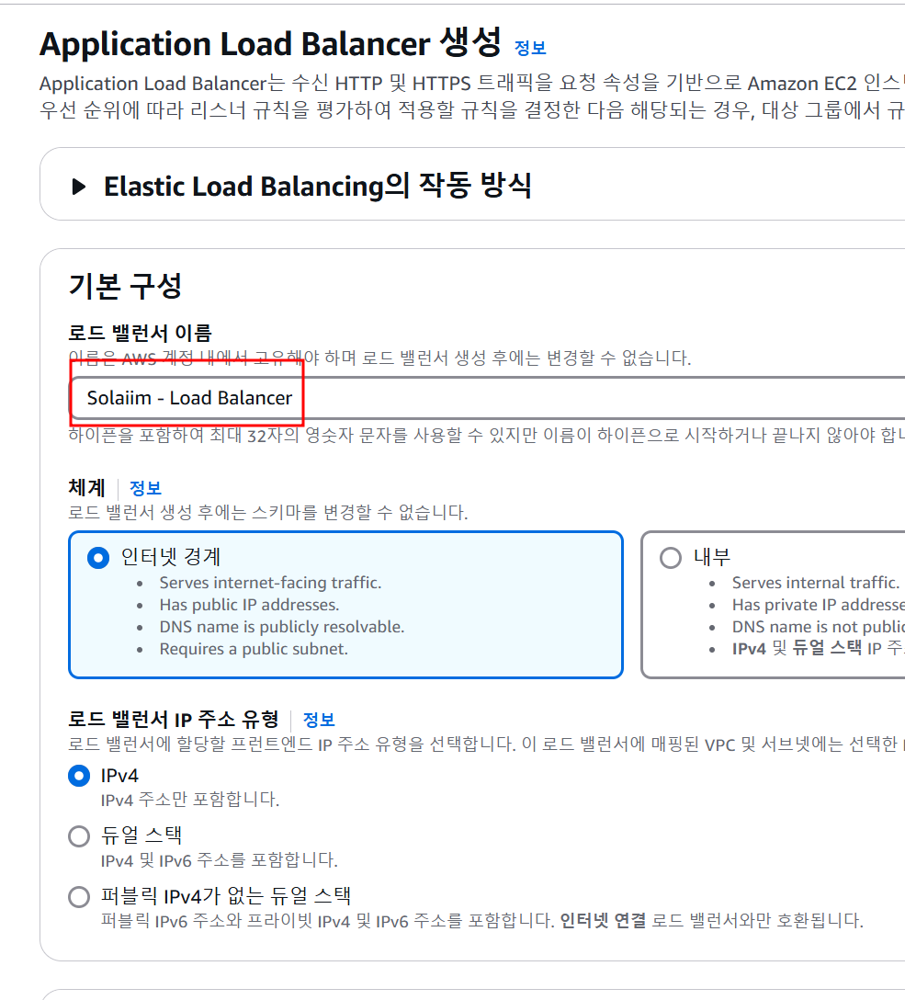 Application Load Balancer 생성 정보
Application Load Balancer는 수신 HTTP 및 HTTPS 트래픽을 요청 속성을 기반으로 Amazon EC2
우선 순위에 따라 리스너 규칙을 평가하여 적용할 규칙을 결정한 다음 해당되는 경우, 대상 그룹에서
Elastic Load Balancing의 작동 방식
기본 구성
로드 밸런서 이름
이름은 AWS 계정 내에서 고유해야 하며 로드 밸런서 생성 후에는 변경할 수 없습니다.
Solaiim - Load Balancer
하이픈을 포함하여 최대 32자의 영숫자 문자를 사용할 수 있지만 이름이 하이픈으로 시작하거나 끝나지 않아야
체계 정보
로드 밸런서 생성 후에는 스키마를 변경할 수 없습니다.
인터넷 경계
• Serves internet-facing traffic.
• Has public IP addresses.
• DNS name is publicly resolvable.
• Requires a public subnet.
내부
• Serves internal traffic.
• Has private IP
• DNS name is not
• IPv4 및 듀얼 스택 IP
로드 밸런서 IP 주소 유형 정보
로드 밸런서에 할당할 프런트엔드 IP 주소 유형을 선택합니다. 이 로드 밸런서에 매핑된 VPC 및 서브넷에는 선택한
IPv4
IPv4 주소만 포함합니다.
듀얼 스택
IPv4 및 IPv6 주소를 포함합니다.
퍼블릭 IPv4가 없는 듀얼 스택
퍼블릭 IPv6 주소와 프라이빗 IPv4 및 IPv6 주소를 포함합니다. 인터넷 연결 로드 밸런서와만 호환됩니다.